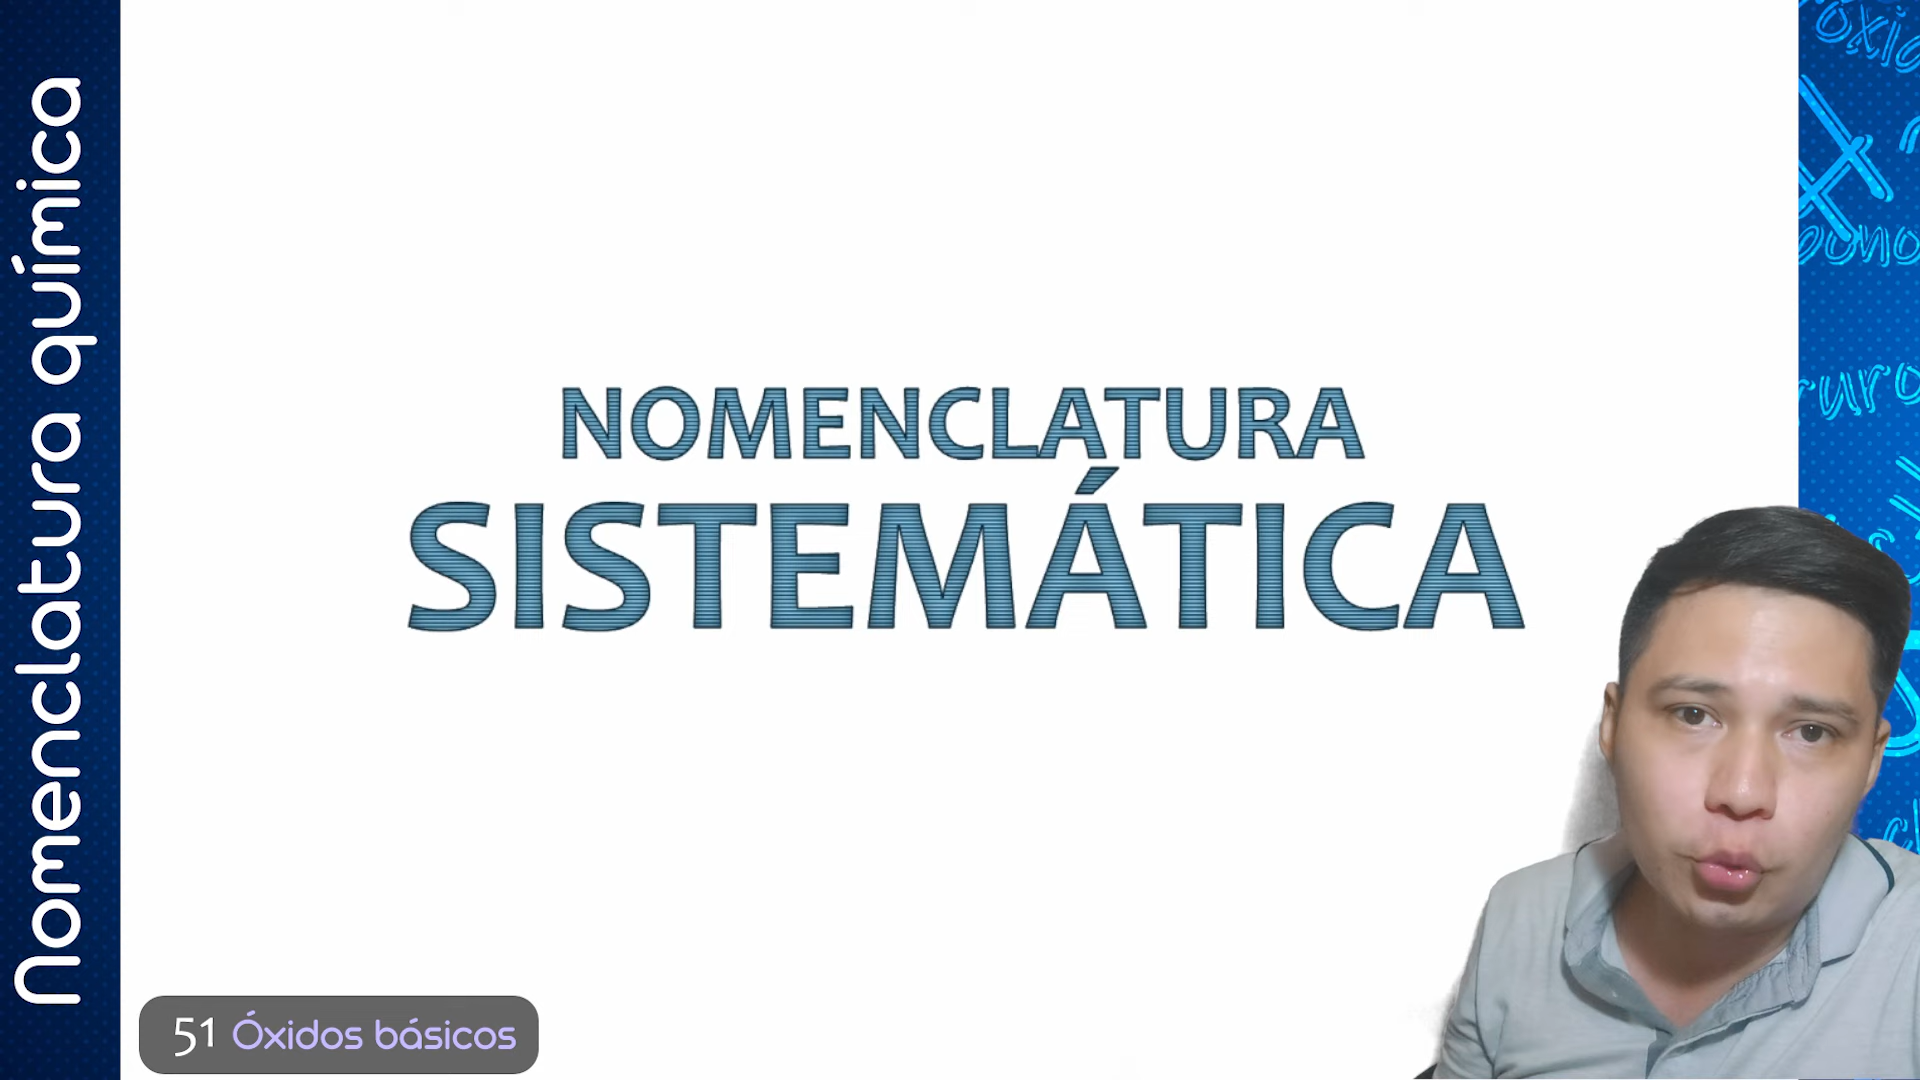 Nomenclatura química
NOMENCLATURA
SISTEMÁTICA
51 Óxidos básicos